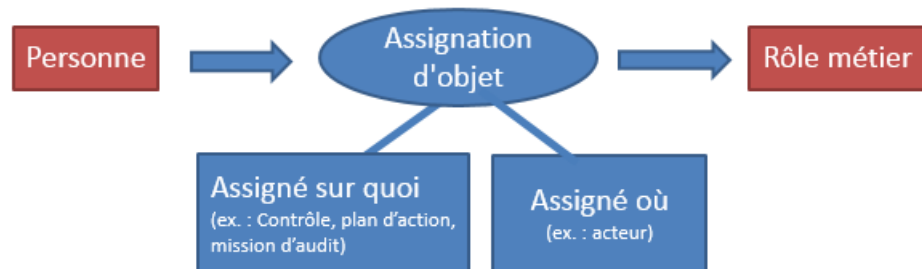 Personne
Assignation
d'objet
Rôle métier
Assigné sur quoi
(ex. : Contrôle, plan d’action,
mission d’audit)
Assigné où
(ex. : acteur)